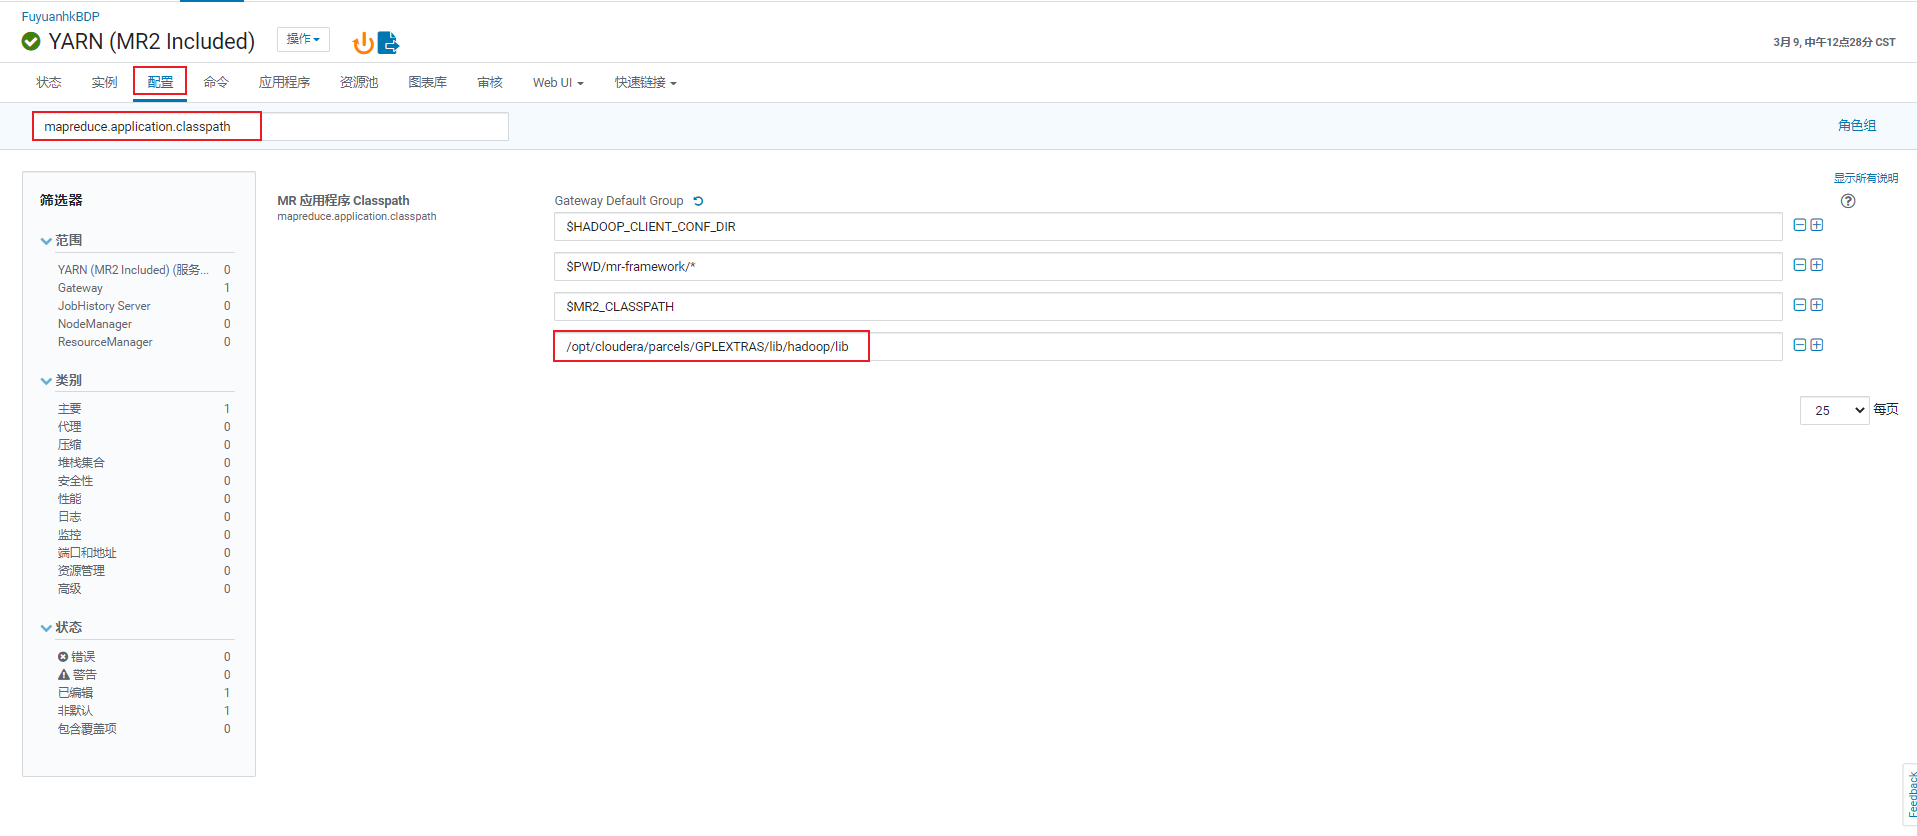 FuyuanhkBDP
YARN (MR2 Included)
操作
3月 9, 中午12点28分 CST
状态 实例 配置 命令 应用程序 资源池 图表库 审核 Web UI 快速链接
mapreduce.application.classpath
角色组
显示所有说明
筛选器
范围
YARN (MR2 Included) (服务... 0
Gateway 1
JobHistory Server 0
NodeManager 0
ResourceManager 0
类别
主要 1
代理 0
压缩 0
堆栈集合 0
安全性 0
性能 0
日志 0
监控 0
端口和地址 0
资源管理 0
高级 0
状态
错误 0
警告 0
已编辑 1
非默认 1
包含覆盖项 0
MR 应用程序 Classpath
mapreduce.application.classpath
Gateway Default Group
$HADOOP_CLIENT_CONF_DIR
$PWD/mr-framework/*
$MR2_CLASSPATH
/opt/cloudera/parcels/GPLEXTRAS/lib/hadoop/lib
25 每页
Feedback